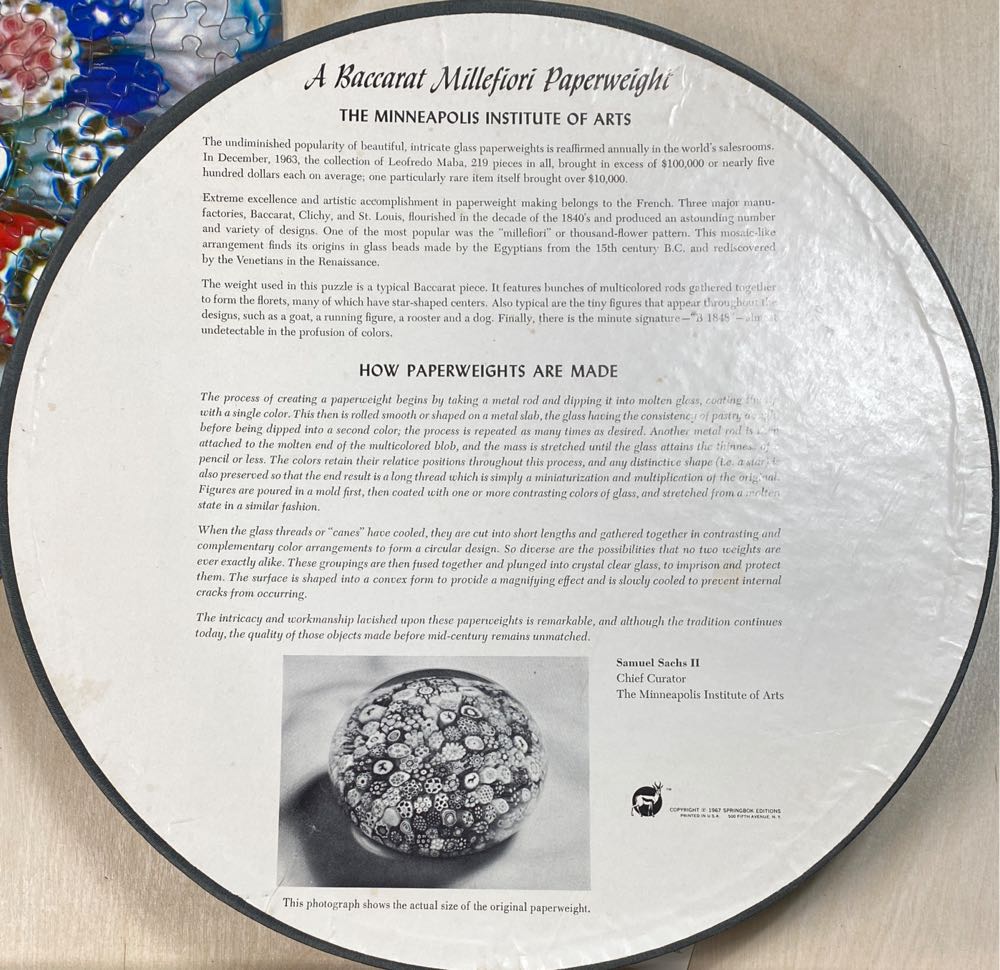 A Baccarat Millefiori Paperweight
THE MINNEAPOLIS INSTITUTE OF ARTS
The undiminished popularity of beautiful, intricate glass paperweights is reaffirmed annually in the world's salesrooms.
In December, 1963, the collection of Leofredo Maba, 219 pieces in all, brought in excess of $100,000 or nearly five
hundred dollars each on average; one particularly rare item itself brought over $10,000.
Extreme excellence and artistic accomplishment in paperweight making belongs to the French. Three major manu-
factories, Baccarat, Clichy, and St. Louis, flourished in the decade of the 1840's and produced an astounding number
and variety of designs. One of the most popular was the "millefiori" or thousand-flower pattern. This mosaic-like
arrangement finds its origins in glass beads made by the Egyptians from the 15th century B.C. and rediscovered
by the Venetians in the Renaissance.
The weight used in this puzzle is a typical Baccarat piece. It features bunches of multicolored rods gathered together
to form the florets, many of which have star-shaped centers. Also typical are the tiny figures that appear throughout the
designs, such as a goat, a running figure, a rooster and a dog. Finally, there is the minute signature—"B 1848"—almost
undetectable in the profusion of colors.
HOW PAPERWEIGHTS ARE MADE
The process of creating a paperweight begins by taking a metal rod and dipping it into molten glass, coating
with a single color. This then is rolled smooth or shaped on a metal slab, the glass having the consistency of pastry,
before being dipped into a second color; the process is repeated as many times as desired. Another metal rod is then
attached to the molten end of the multicolored blob, and the mass is stretched until the glass attains the thinness of
pencil or less. The colors retain their relative positions throughout this process, and any distinctive shape (i.e. a star) is
also preserved so that the end result is a long thread which is simply a miniaturization and multiplication of the original.
Figures are poured in a mold first, then coated with one or more contrasting colors of glass, and stretched from a molten
state in a similar fashion.
When the glass threads or "canes" have cooled, they are cut into short lengths and gathered together in contrasting and
complementary color arrangements to form a circular design. So diverse are the possibilities that no two weights are
ever exactly alike. These groupings are then fused together and plunged into crystal clear glass, to imprison and protect
them. The surface is shaped into a convex form to provide a magnifying effect and is slowly cooled to prevent internal
cracks from occurring.
The intricacy and workmanship lavished upon these paperweights is remarkable, and although the tradition continues
today, the quality of those objects made before mid-century remains unmatched.
Samuel Sachs II
Chief Curator
The Minneapolis Institute of Arts
TM
COPYRIGHT © 1967 SPRINGBOK EDITIONS
PRINTED IN U.S.A. 500 FIFTH AVENUE, N. Y.
This photograph shows the actual size of the original paperweight.